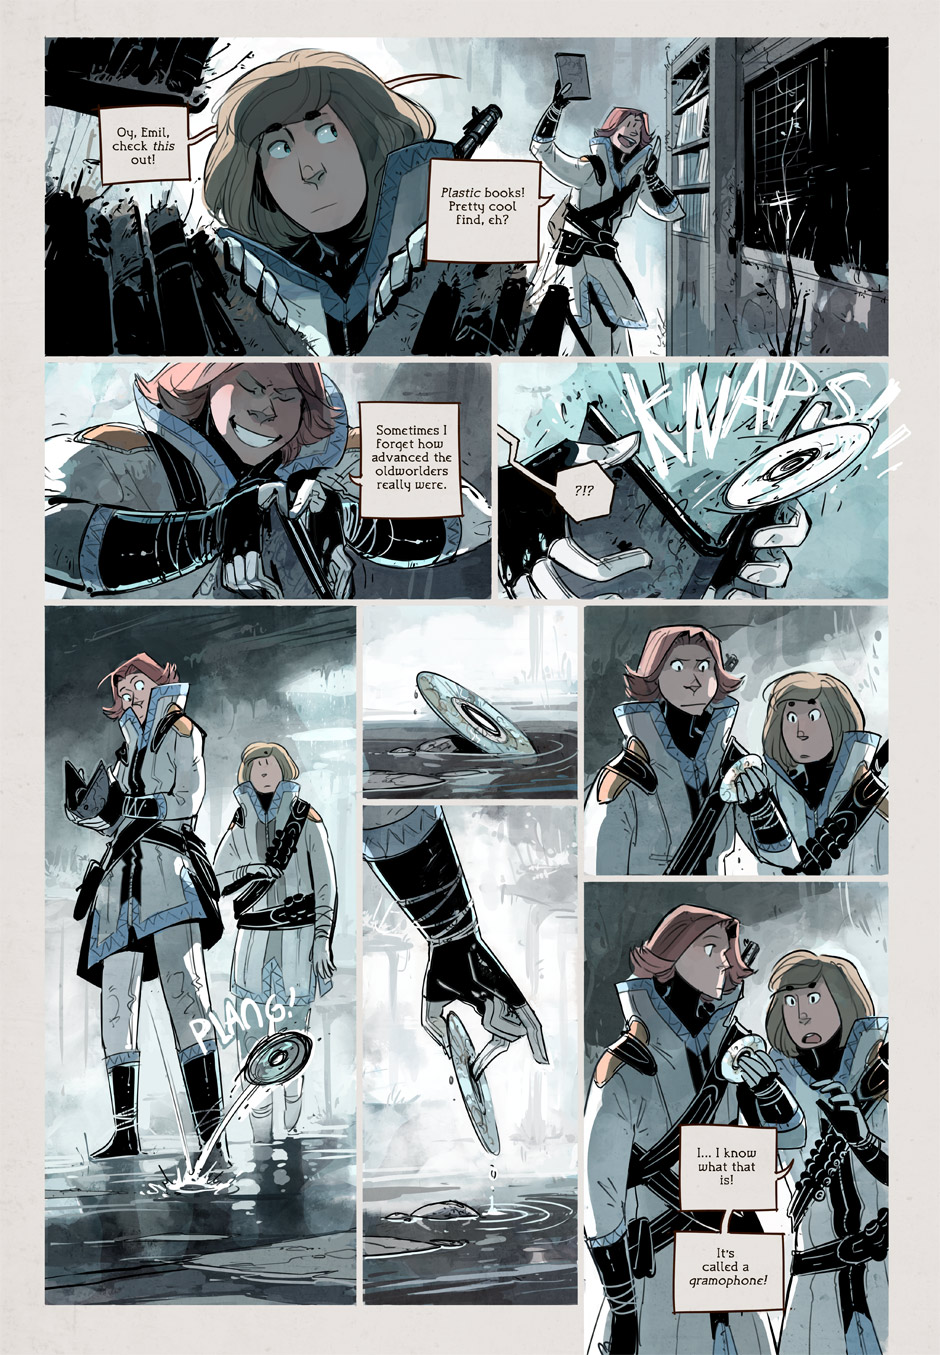 Oy, Emil,
check this
out!
Plastic books!
Pretty cool
find, eh?
Sometimes I
forget how
advanced the
oldworlders
really were.
KNAPS!
?!?
PLANG!
I... I know
what that
is!
It's
called a
gramophone!